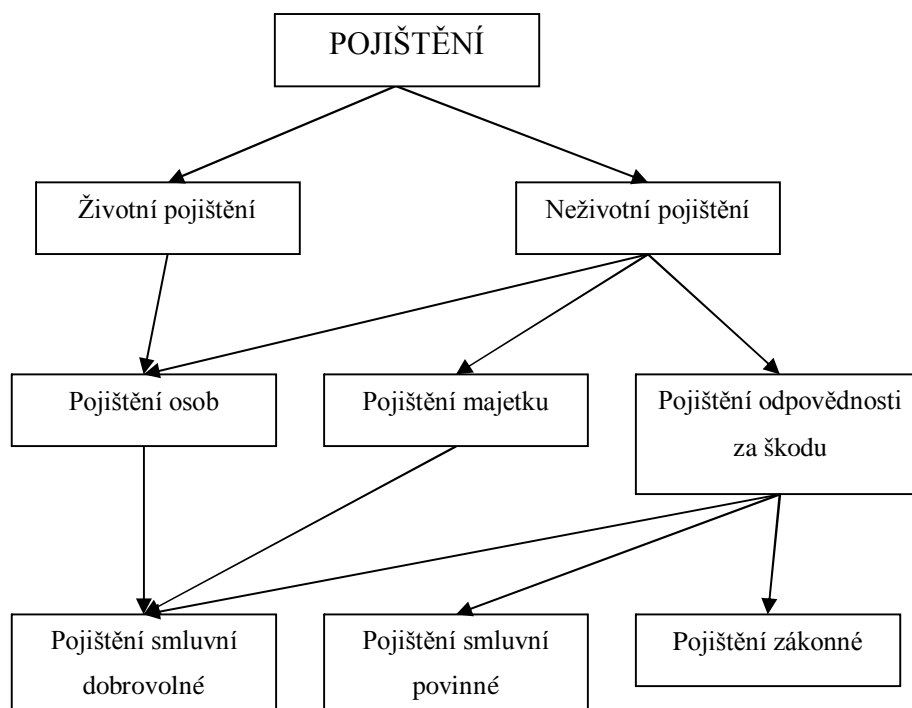 POJIŠTĚNÍ
Životní pojištění
Neživotní pojištění
Pojištění osob
Pojištění majetku
Pojištění odpovědnosti
za škodu
Pojištění smluvní
dobrovolné
Pojištění smluvní
povinné
Pojištění zákonné